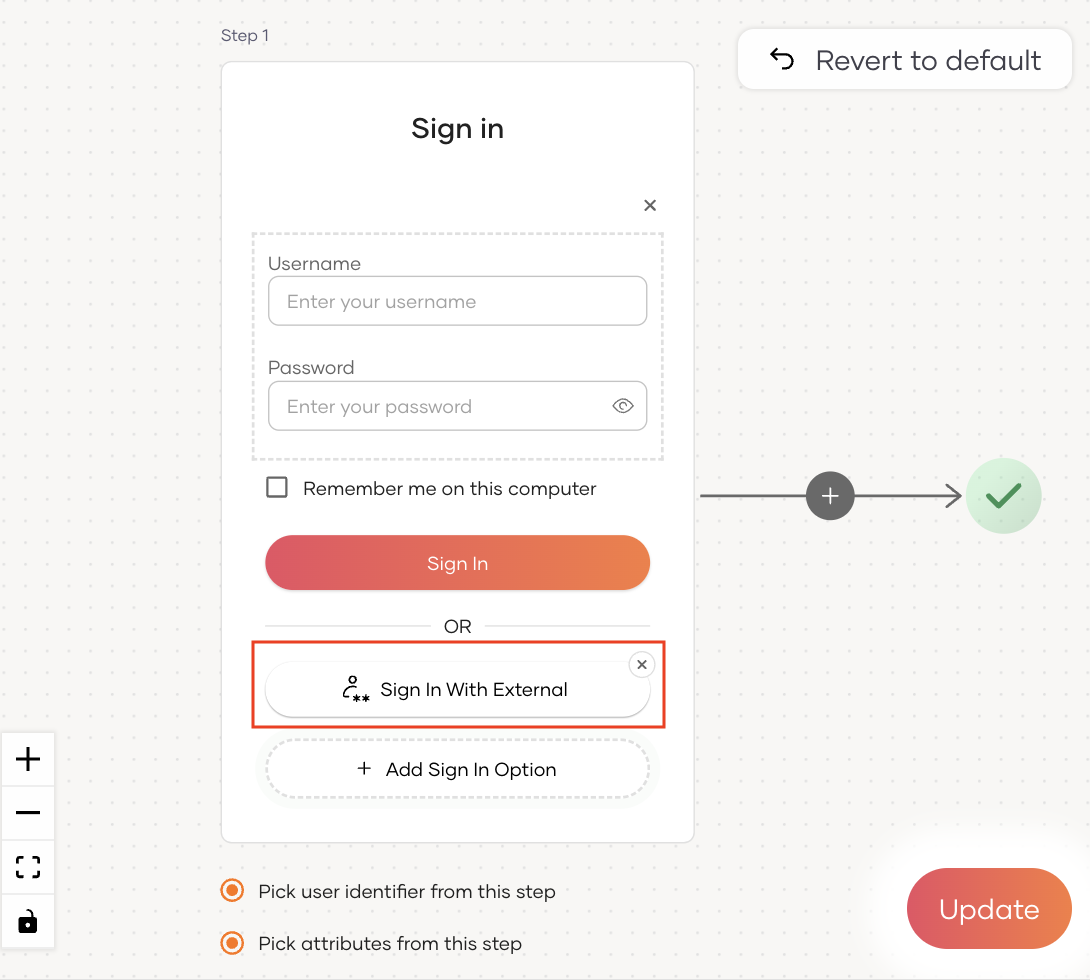 Step 1
Revert to default
Sign in
Username
Enter your username
Password
Enter your password
Remember me on this computer
Sign In
OR
Sign In With External
+ Add Sign In Option
Pick user identifier from this step
Update
Pick attributes from this step